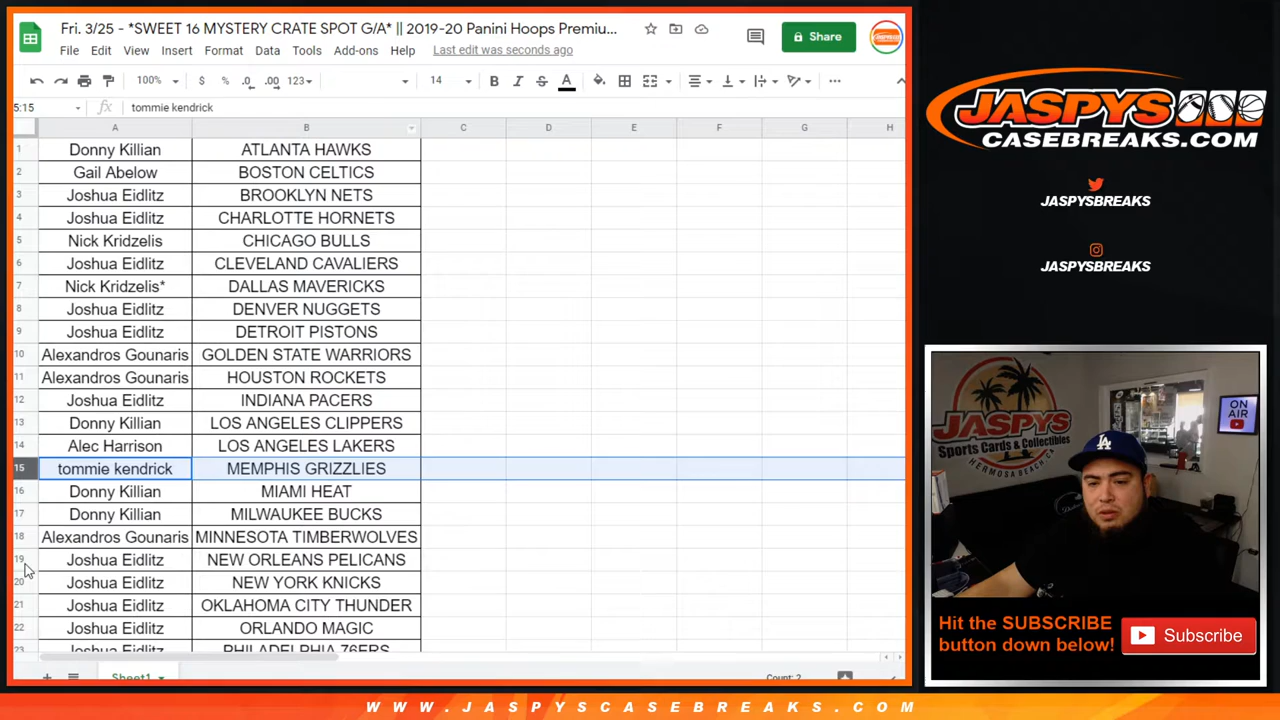 Fri. 3/25 - *SWEET 16 MYSTERY CRATE SPOT G/A* || 2019-20 Panini Hoops Premiu...
File Edit View Insert Format Data Tools Add-ons Help Last edit was seconds ago
Share
100% $ % .0 .00 123 14 B I S A
5:15 fx tommie kendrick
A B C D E F G H
1 Donny Killian ATLANTA HAWKS
2 Gail Abelow BOSTON CELTICS
3 Joshua Eidlitz BROOKLYN NETS
4 Joshua Eidlitz CHARLOTTE HORNETS
5 Nick Kridzelis CHICAGO BULLS
6 Joshua Eidlitz CLEVELAND CAVALIERS
7 Nick Kridzelis* DALLAS MAVERICKS
8 Joshua Eidlitz DENVER NUGGETS
9 Joshua Eidlitz DETROIT PISTONS
10 Alexandros Gounaris GOLDEN STATE WARRIORS
11 Alexandros Gounaris HOUSTON ROCKETS
12 Joshua Eidlitz INDIANA PACERS
13 Donny Killian LOS ANGELES CLIPPERS
14 Alec Harrison LOS ANGELES LAKERS
15 tommie kendrick MEMPHIS GRIZZLIES
16 Donny Killian MIAMI HEAT
17 Donny Killian MILWAUKEE BUCKS
18 Alexandros Gounaris MINNESOTA TIMBERWOLVES
19 Joshua Eidlitz NEW ORLEANS PELICANS
20 Joshua Eidlitz NEW YORK KNICKS
21 Joshua Eidlitz OKLAHOMA CITY THUNDER
22 Joshua Eidlitz ORLANDO MAGIC
23 Joshua Eidlitz PHILADELPHIA 76ERS
Sheet1
Count: 2
JASPYS
CASEBREAKS.COM
JASPYSBREAKS
JASPYSBREAKS
JASPYS
Sports Cards & Collectibles
HERMOSA BEACH, CA
ON
AIR
LA
Hit the SUBSCRIBE
button down below!
Subscribe
WWW.JASPYSCASEBREAKS.COM